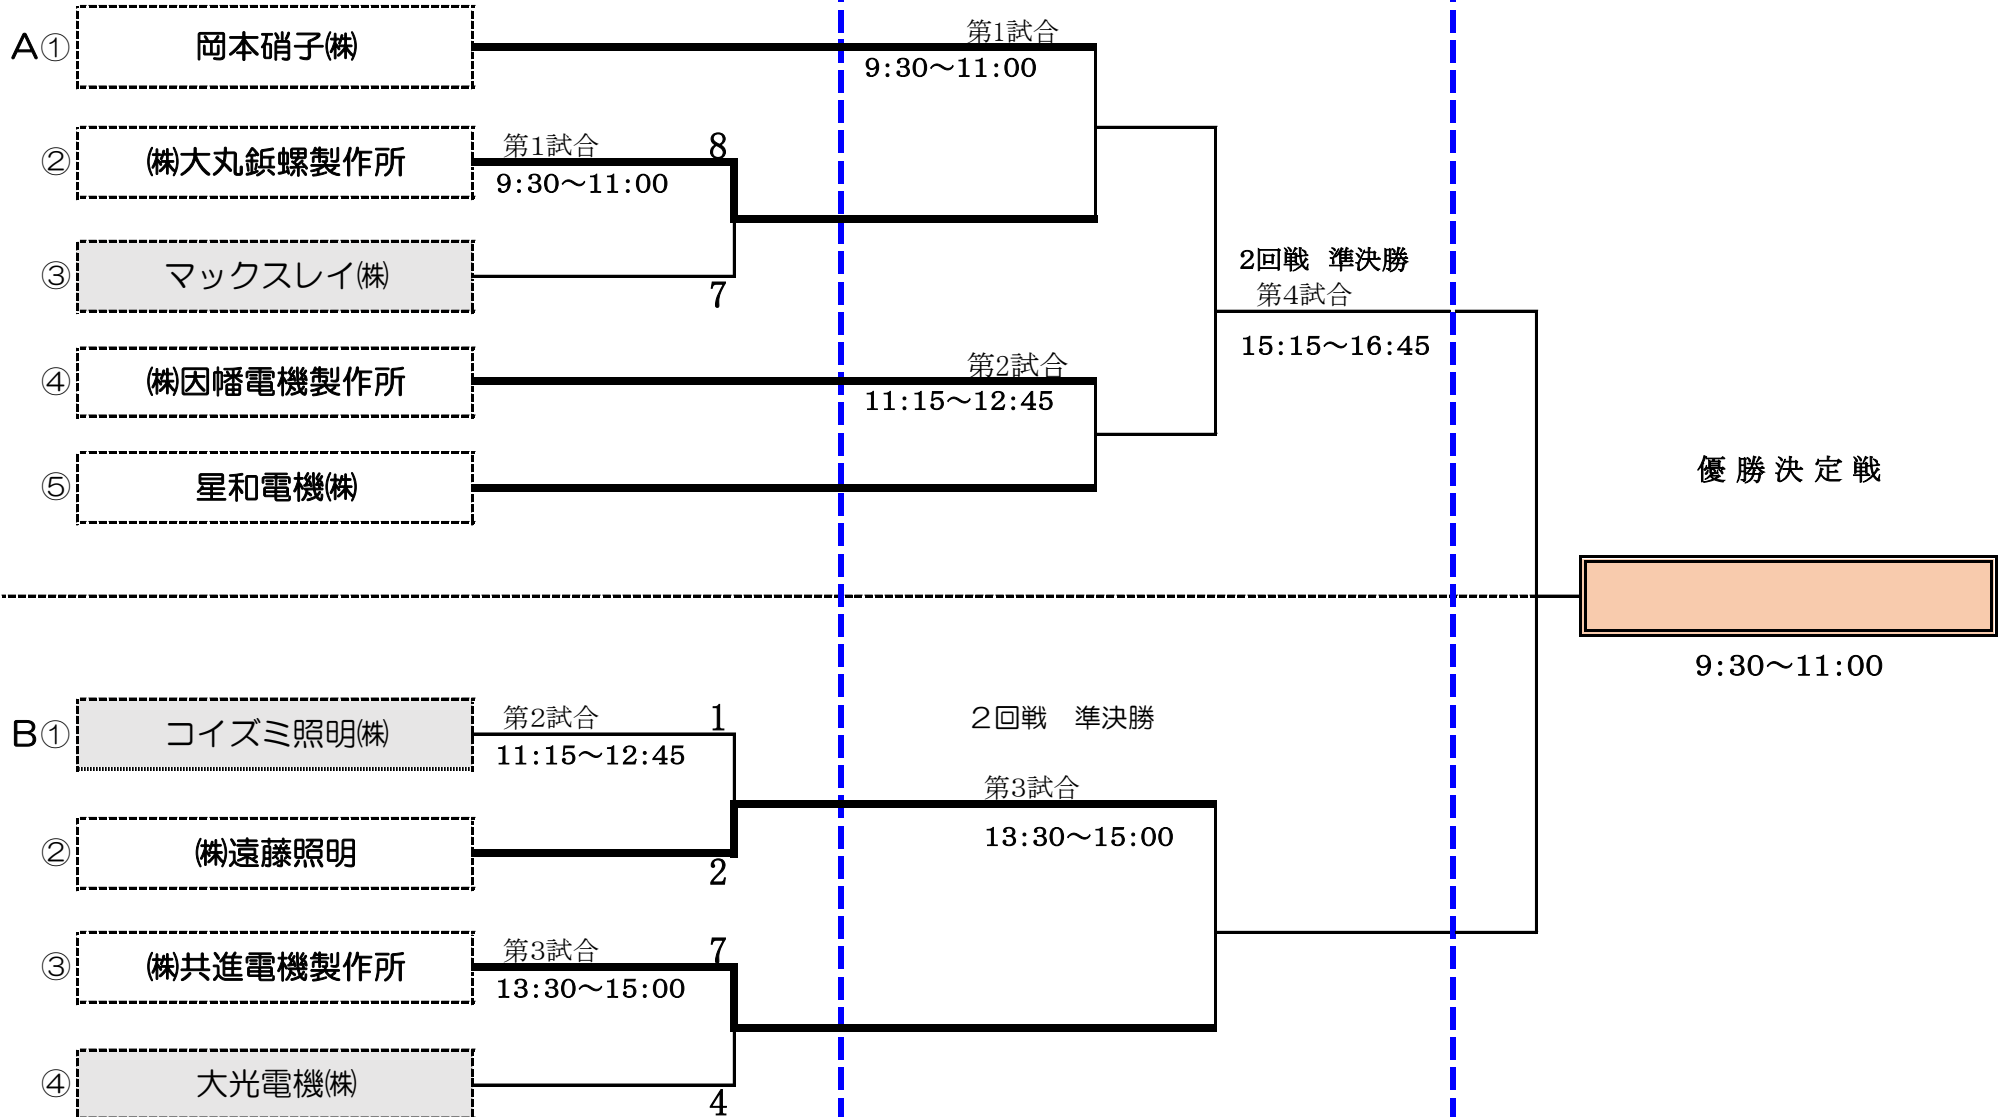 A① 岡本硝子㈱
第1試合
9:30～11:00
② ㈱大丸鋲螺製作所
第1試合
8
9:30～11:00
③ マックスレイ㈱
7
2回戦 準決勝
第4試合
15:15～16:45
④ ㈱因幡電機製作所
第2試合
11:15～12:45
⑤ 星和電機㈱
優勝決定戦
9:30～11:00
B① コイズミ照明㈱
第2試合
1
11:15～12:45
２回戦　準決勝
第3試合
13:30～15:00
② ㈱遠藤照明
2
③ ㈱共進電機製作所
第3試合
7
13:30～15:00
④ 大光電機㈱
4